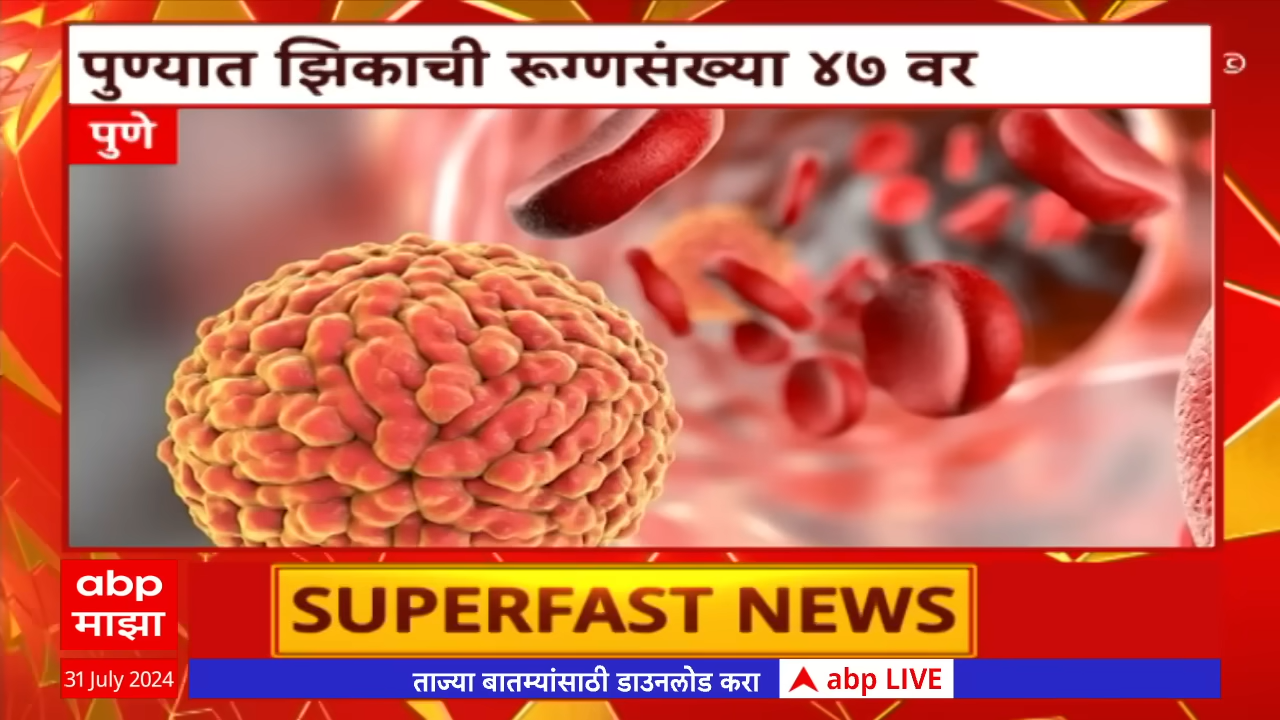 पुण्यात झिकाची रूग्णसंख्या ४७ वर
©
पुणे
abp
माझा
SUPERFAST NEWS
31 July 2024
ताज्या बातम्यांसाठी डाउनलोड करा abp LIVE